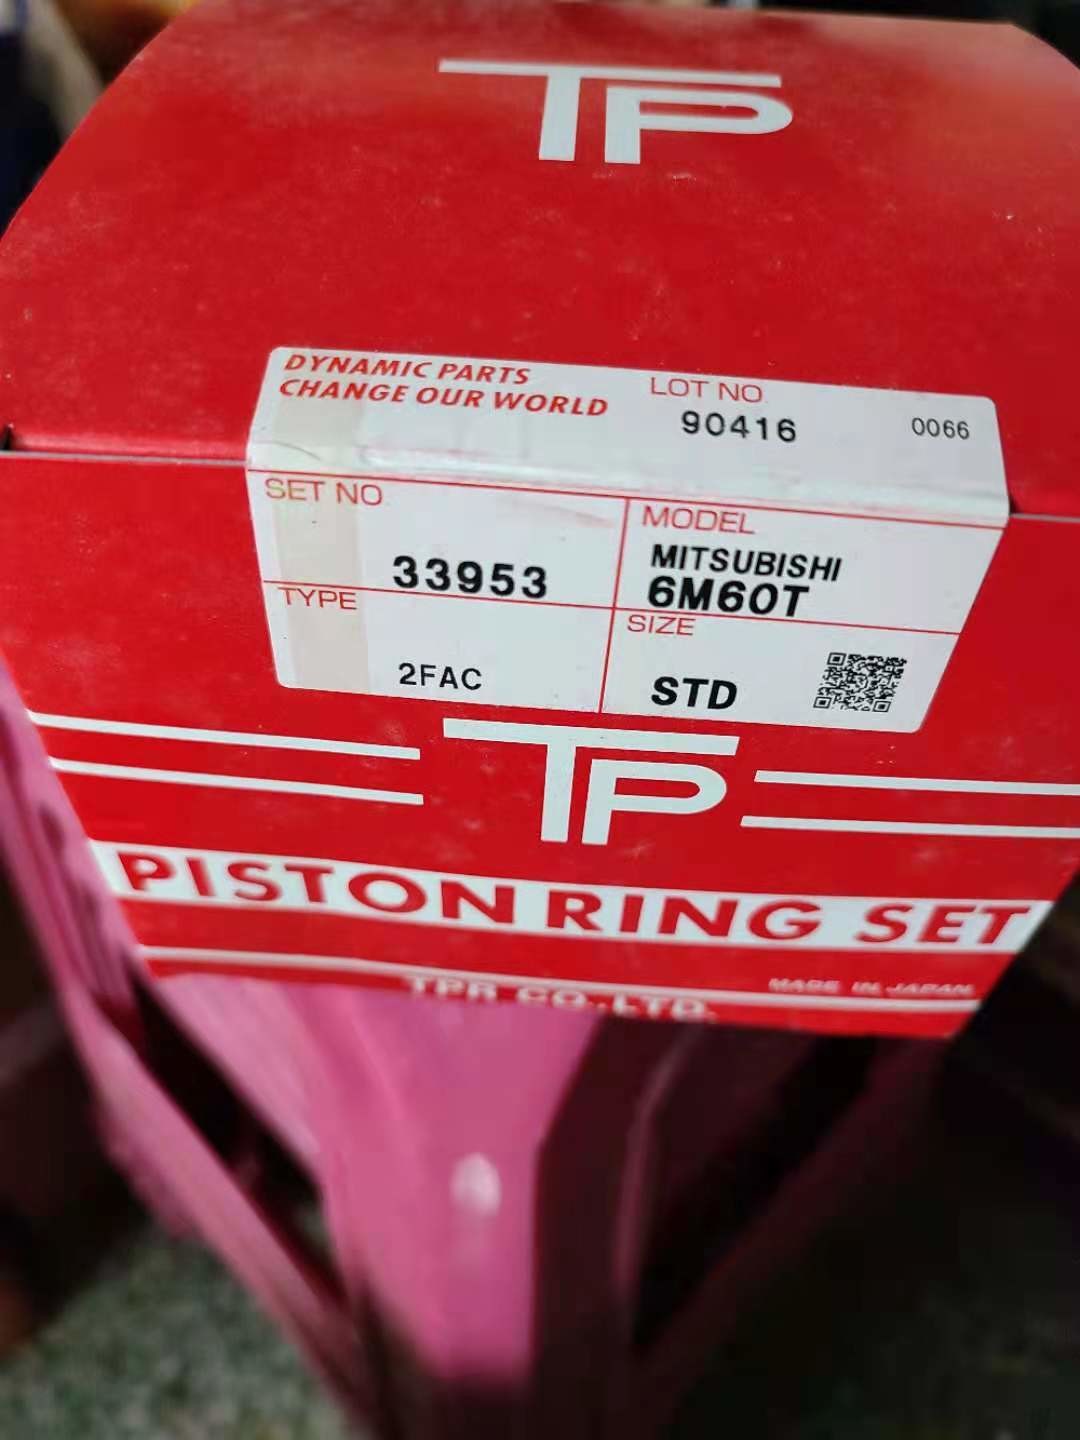 TP
DYNAMIC PARTS
CHANGE OUR WORLD
LOT NO.
90416
0066
SET NO
33953
MODEL
MITSUBISHI
6M60T
TYPE
2FAC
SIZE
STD
TP
PISTON RING SET
TPR CO.,LTD.
MADE IN JAPAN